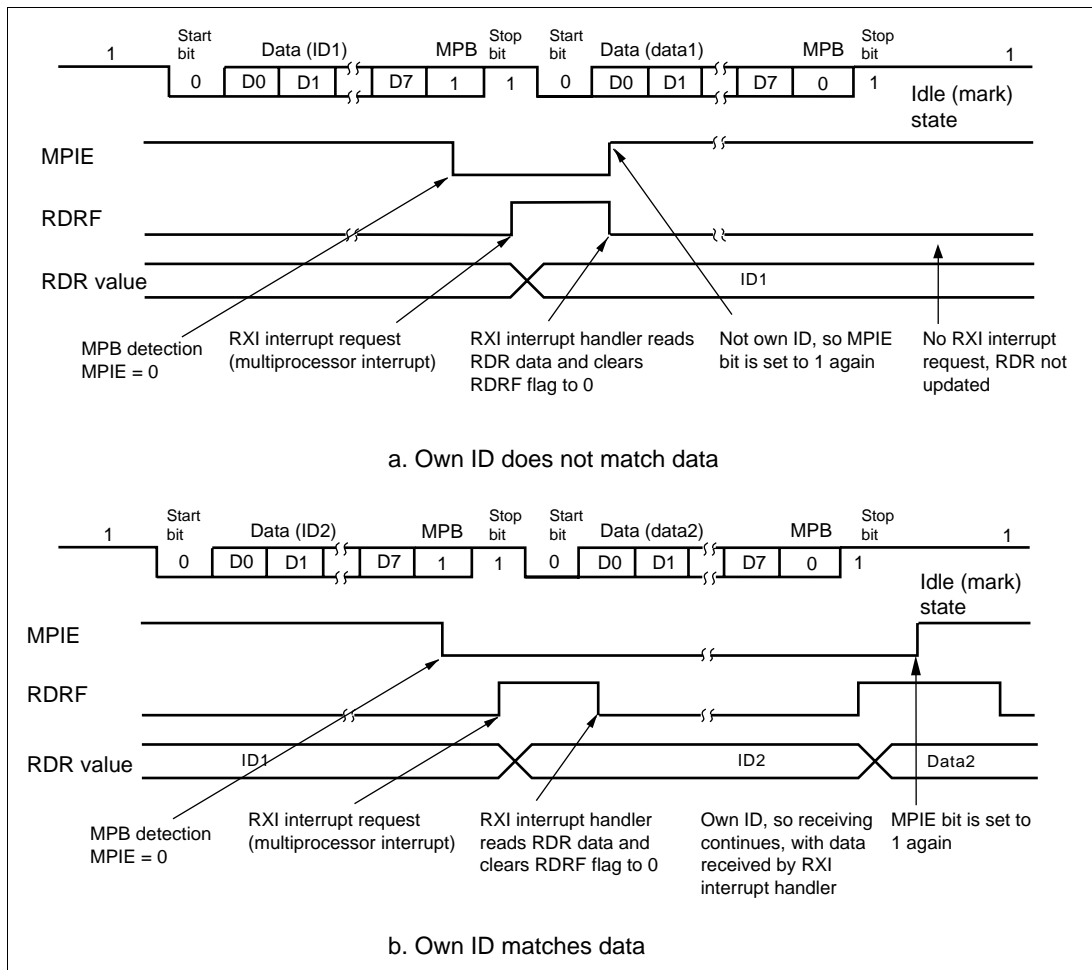 1
Start
bit
Data (ID1)
MPB
Stop
bit
Start
bit
Data (data1)
MPB
Stop
bit
1
0
D0
D1
D7
1
1
0
D0
D1
D7
0
1
Idle (mark)
state
MPIE
RDRF
RDR value
ID1
MPB detection
MPIE = 0
RXI interrupt request
(multiprocessor interrupt)
RXI interrupt handler reads
RDR data and clears
RDRF flag to 0
Not own ID, so MPIE
bit is set to 1 again
No RXI interrupt
request, RDR not
updated
a. Own ID does not match data
1
Start
bit
Data (ID2)
MPB
Stop
bit
Start
bit
Data (data2)
MPB
Stop
bit
1
0
D0
D1
D7
1
1
0
D0
D1
D7
0
1
Idle (mark)
state
MPIE
RDRF
RDR value
ID1
ID2
Data2
MPB detection
MPIE = 0
RXI interrupt request
(multiprocessor interrupt)
RXI interrupt handler
reads RDR data and
clears RDRF flag to 0
Own ID, so receiving
continues, with data
received by RXI
interrupt handler
MPIE bit is set to
1 again
b. Own ID matches data